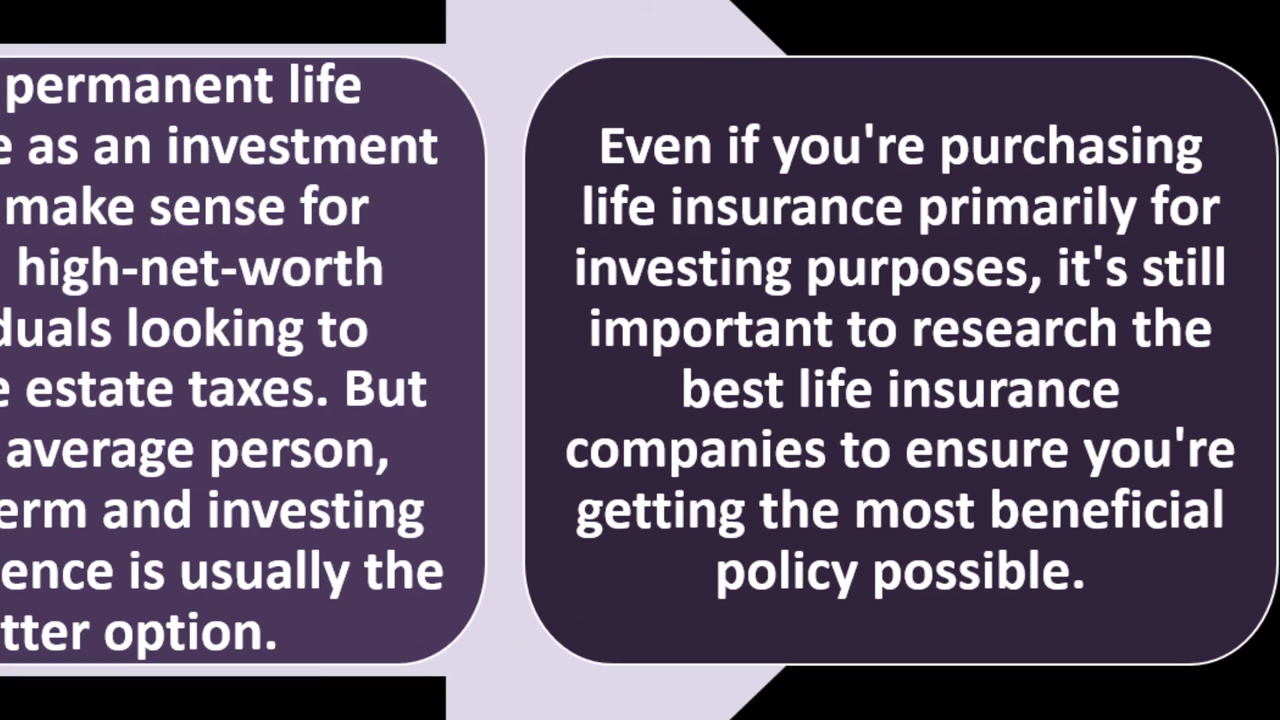 permanent life
as an investment
make sense for
high-net-worth
looking to
estate taxes. But
average person,
and investing
is usually the
option.
Even if you're purchasing
life insurance primarily for
investing purposes, it's still
important to research the
best life insurance
companies to ensure you're
getting the most beneficial
policy possible.